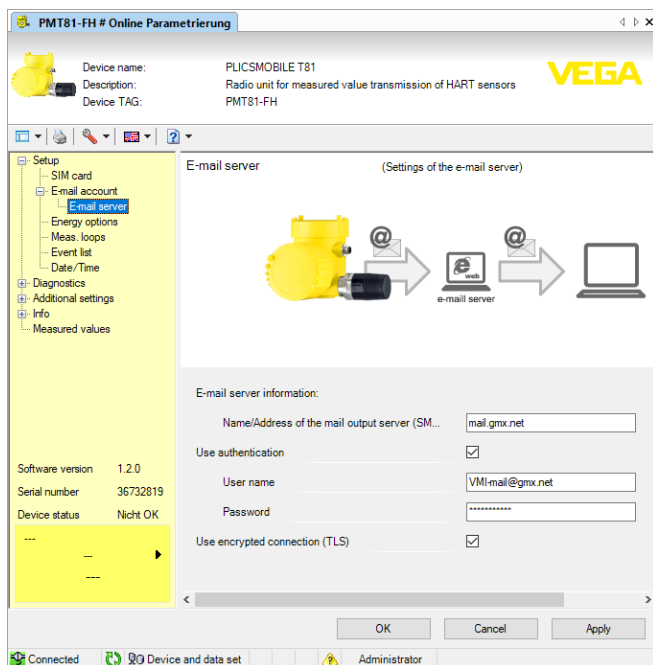 PMT81-FH # Online Parametrierung
Device name: PLICSMOBILE T81
Description: Radio unit for measured value transmission of HART sensors
Device TAG: PMT81-FH
VEGA
Setup
SIM card
E-mail account
E-mail server
Energy options
Meas. loops
Event list
Date/Time
Diagnostics
Additional settings
Info
Measured values
Software version 1.2.0
Serial number 36732819
Device status Nicht OK
---
--
---
E-mail server (Settings of the e-mail server)
@
@
e
web
e-maill server
E-mail server information:
Name/Address of the mail output server (SM... mail.gmx.net
Use authentication
User name VMI-mail@gmx.net
Password ***********
Use encrypted connection (TLS)
OK Cancel Apply
Connected Device and data set Administrator